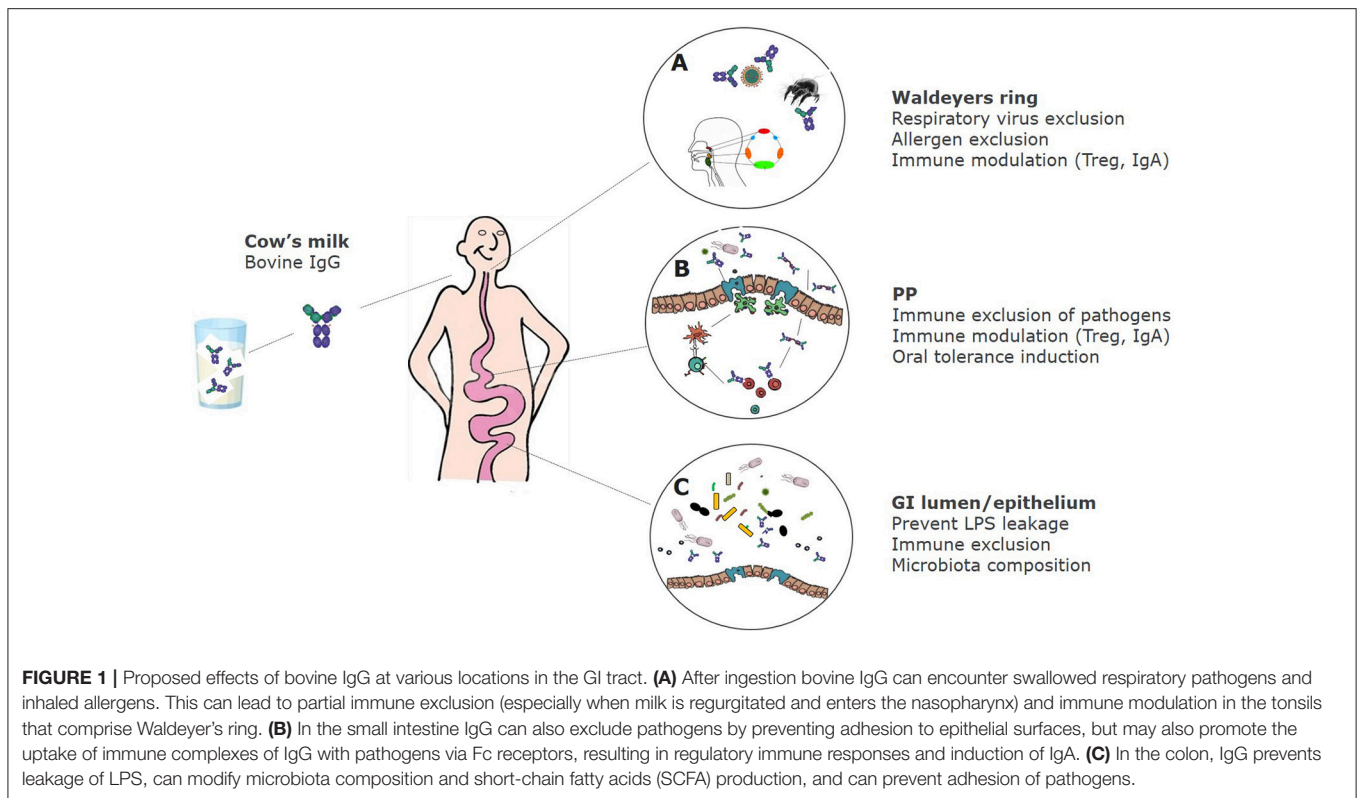 A
Waldeyers ring
Respiratory virus exclusion
Allergen exclusion
Immune modulation (Treg, IgA)
Cow's milk
Bovine IgG
B
PP
Immune exclusion of pathogens
Immune modulation (Treg, IgA)
Oral tolerance induction
C
GI lumen/epithelium
Prevent LPS leakage
Immune exclusion
Microbiota composition
FIGURE 1 | Proposed effects of bovine IgG at various locations in the GI tract. (A) After ingestion bovine IgG can encounter swallowed respiratory pathogens and
inhaled allergens. This can lead to partial immune exclusion (especially when milk is regurgitated and enters the nasopharynx) and immune modulation in the tonsils
that comprise Waldeyer's ring. (B) In the small intestine IgG can also exclude pathogens by preventing adhesion to epithelial surfaces, but may also promote the
uptake of immune complexes of IgG with pathogens via Fc receptors, resulting in regulatory immune responses and induction of IgA. (C) In the colon, IgG prevents
leakage of LPS, can modify microbiota composition and short-chain fatty acids (SCFA) production, and can prevent adhesion of pathogens.